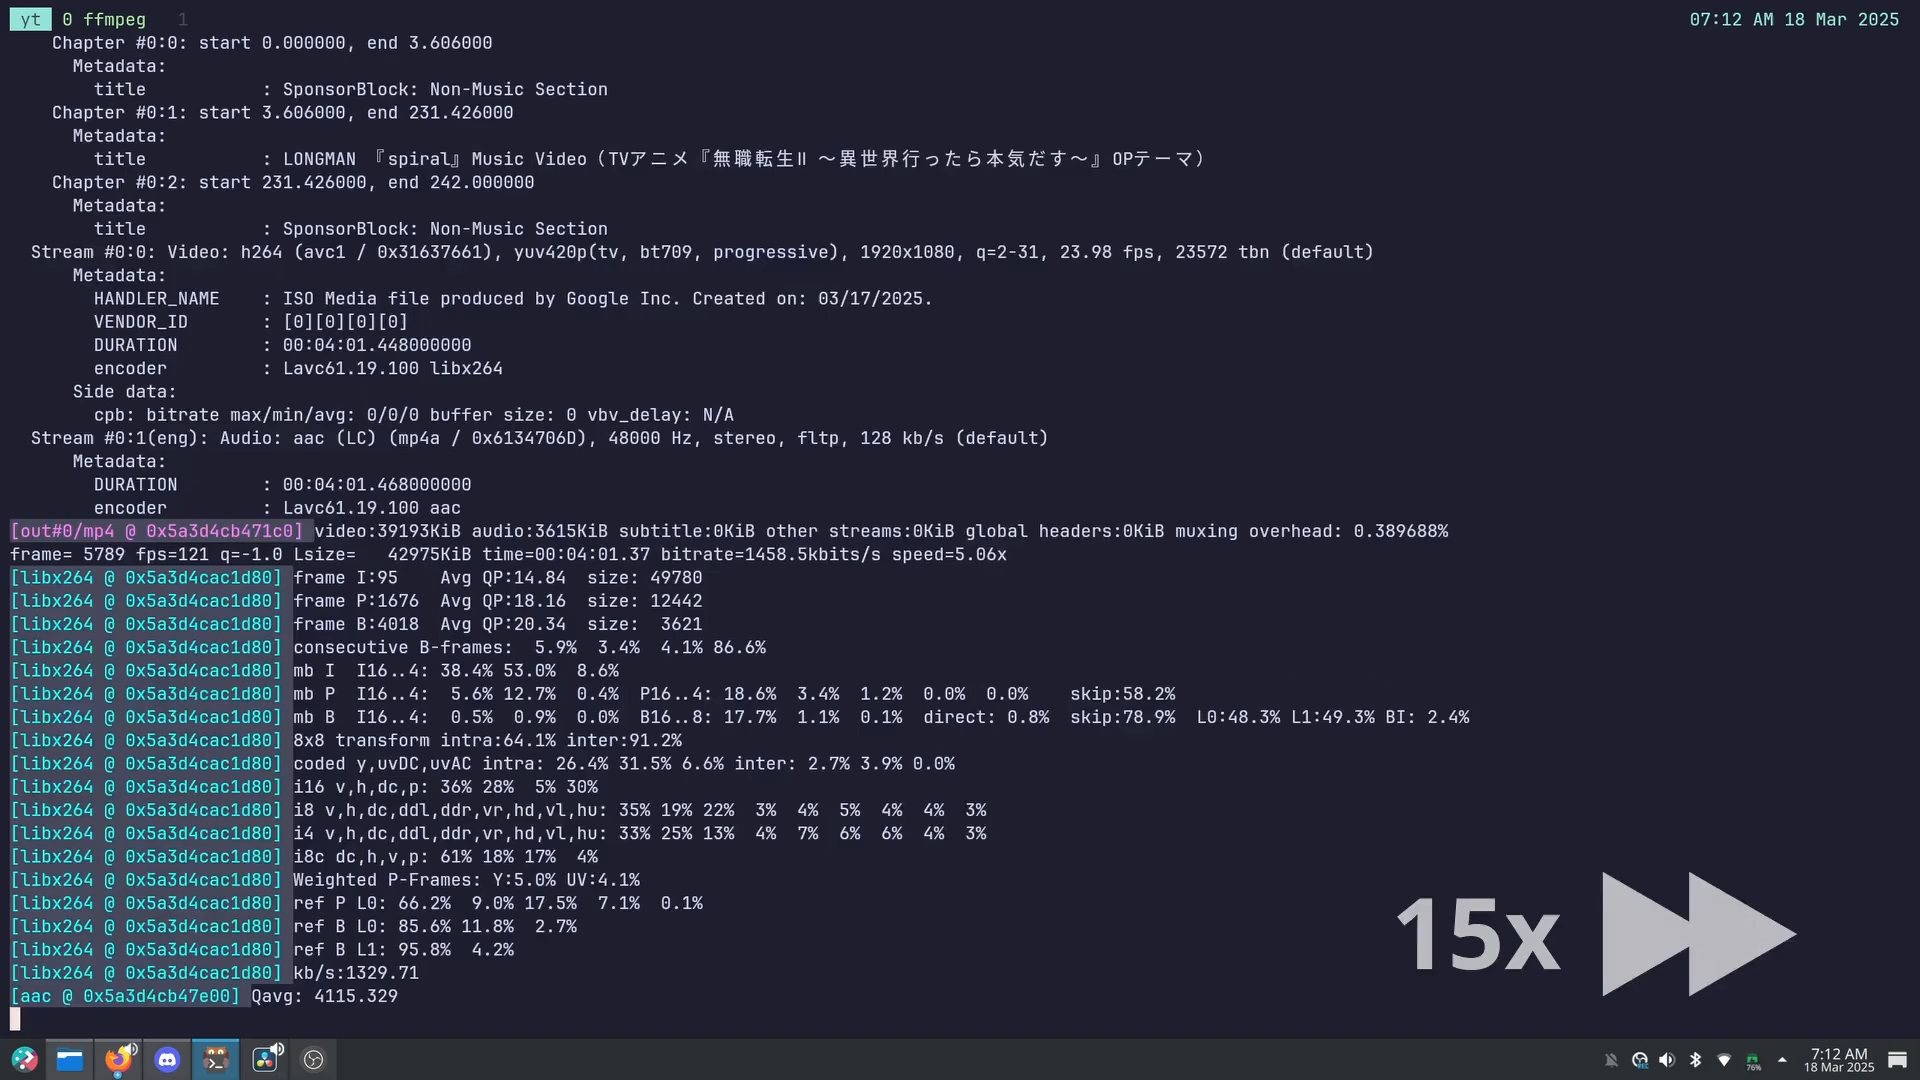 yt 0 ffmpeg 1 07:12 AM 18 Mar 2025
Chapter #0:0: start 0.000000, end 3.606000
Metadata:
title : SponsorBlock: Non-Music Section
Chapter #0:1: start 3.606000, end 231.426000
Metadata:
title : LONGMAN 『spiral』Music Video（TVアニメ『無職転生Ⅱ ～異世界行ったら本気だす～』OPテーマ）
Chapter #0:2: start 231.426000, end 242.000000
Metadata:
title : SponsorBlock: Non-Music Section
Stream #0:0: Video: h264 (avc1 / 0x31637661), yuv420p(tv, bt709, progressive), 1920x1080, q=2-31, 23.98 fps, 23572 tbn (default)
Metadata:
HANDLER_NAME : ISO Media file produced by Google Inc. Created on: 03/17/2025.
VENDOR_ID : [0][0][0][0]
DURATION : 00:04:01.448000000
encoder : Lavc61.19.100 libx264
Side data:
cpb: bitrate max/min/avg: 0/0/0 buffer size: 0 vbv_delay: N/A
Stream #0:1(eng): Audio: aac (LC) (mp4a / 0x6134706D), 48000 Hz, stereo, fltp, 128 kb/s (default)
Metadata:
DURATION : 00:04:01.468000000
encoder : Lavc61.19.100 aac
[out#0/mp4 @ 0x5a3d4cb471c0] video:39193KiB audio:3615KiB subtitle:0KiB other streams:0KiB global headers:0KiB muxing overhead: 0.389688%
frame= 5789 fps=121 q=-1.0 Lsize= 42975KiB time=00:04:01.37 bitrate=1458.5kbits/s speed=5.06x
[libx264 @ 0x5a3d4cac1d80] frame I:95 Avg QP:14.84 size: 49780
[libx264 @ 0x5a3d4cac1d80] frame P:1676 Avg QP:18.16 size: 12442
[libx264 @ 0x5a3d4cac1d80] frame B:4018 Avg QP:20.34 size: 3621
[libx264 @ 0x5a3d4cac1d80] consecutive B-frames: 5.9% 3.4% 4.1% 86.6%
[libx264 @ 0x5a3d4cac1d80] mb I I16..4: 38.4% 53.0% 8.6%
[libx264 @ 0x5a3d4cac1d80] mb P I16..4: 5.6% 12.7% 0.4% P16..4: 18.6% 3.4% 1.2% 0.0% 0.0% skip:58.2%
[libx264 @ 0x5a3d4cac1d80] mb B I16..4: 0.5% 0.9% 0.0% B16..8: 17.7% 1.1% 0.1% direct: 0.8% skip:78.9% L0:48.3% L1:49.3% BI: 2.4%
[libx264 @ 0x5a3d4cac1d80] 8x8 transform intra:64.1% inter:91.2%
[libx264 @ 0x5a3d4cac1d80] coded y,uvDC,uvAC intra: 26.4% 31.5% 6.6% inter: 2.7% 3.9% 0.0%
[libx264 @ 0x5a3d4cac1d80] i16 v,h,dc,p: 36% 28% 5% 30%
[libx264 @ 0x5a3d4cac1d80] i8 v,h,dc,ddl,ddr,vr,hd,vl,hu: 35% 19% 22% 3% 4% 5% 4% 4% 3%
[libx264 @ 0x5a3d4cac1d80] i4 v,h,dc,ddl,ddr,vr,hd,vl,hu: 33% 25% 13% 4% 7% 6% 6% 4% 3%
[libx264 @ 0x5a3d4cac1d80] i8c dc,h,v,p: 61% 18% 17% 4%
[libx264 @ 0x5a3d4cac1d80] Weighted P-Frames: Y:5.0% UV:4.1%
[libx264 @ 0x5a3d4cac1d80] ref P L0: 66.2% 9.0% 17.5% 7.1% 0.1%
[libx264 @ 0x5a3d4cac1d80] ref B L0: 85.6% 11.8% 2.7%
[libx264 @ 0x5a3d4cac1d80] ref B L1: 95.8% 4.2%
[libx264 @ 0x5a3d4cac1d80] kb/s:1329.71
[aac @ 0x5a3d4cb47e00] Qavg: 4115.329
15x
76%
7:12 AM
18 Mar 2025